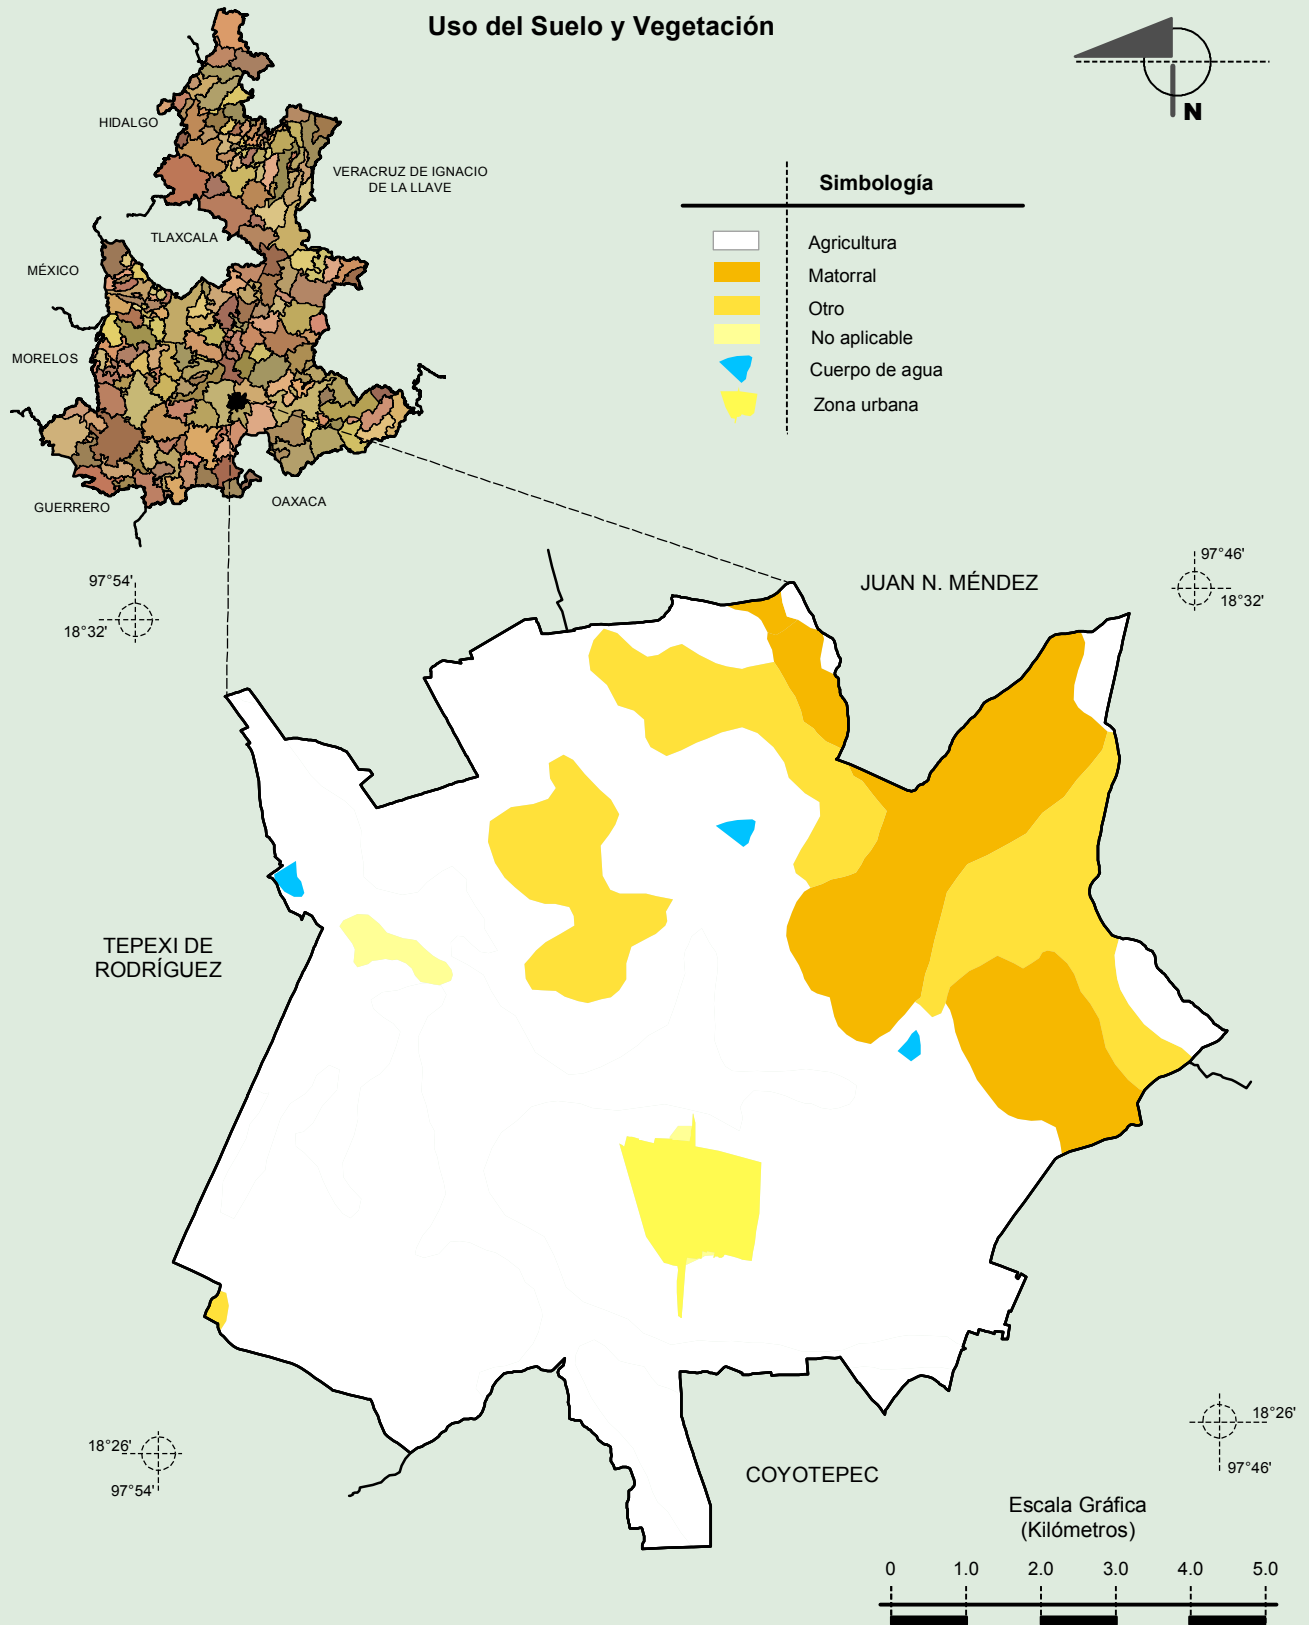 Uso del Suelo y Vegetación
N
HIDALGO
VERACRUZ DE IGNACIO
DE LA LLAVE
TLAXCALA
MÉXICO
MORELOS
GUERRERO
OAXACA
Simbología
Agricultura
Matorral
Otro
No aplicable
Cuerpo de agua
Zona urbana
97°54'
18°32'
97°46'
18°32'
JUAN N. MÉNDEZ
TEPEXI DE
RODRÍGUEZ
COYOTEPEC
18°26'
97°54'
18°26'
97°46'
Escala Gráfica
(Kilómetros)
0 1.0 2.0 3.0 4.0 5.0